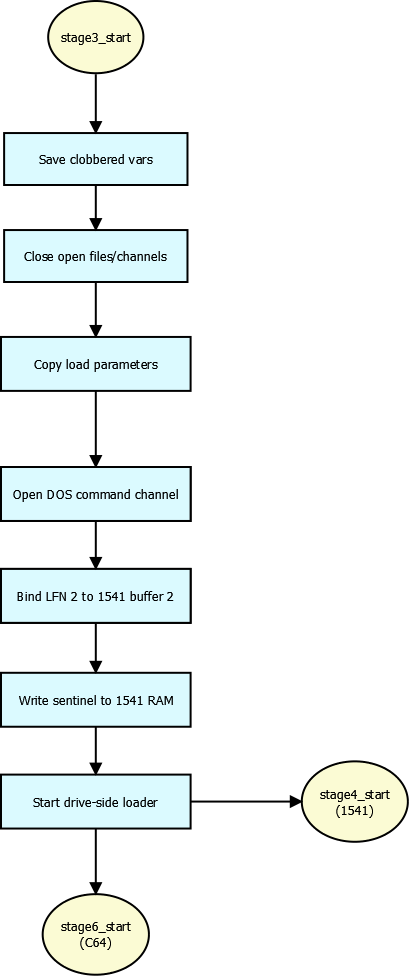 stage3_start
Save clobbered vars
Close open files/channels
Copy load parameters
Open DOS command channel
Bind LFN 2 to 1541 buffer 2
Write sentinel to 1541 RAM
Start drive-side loader
stage4_start
(1541)
stage6_start
(C64)